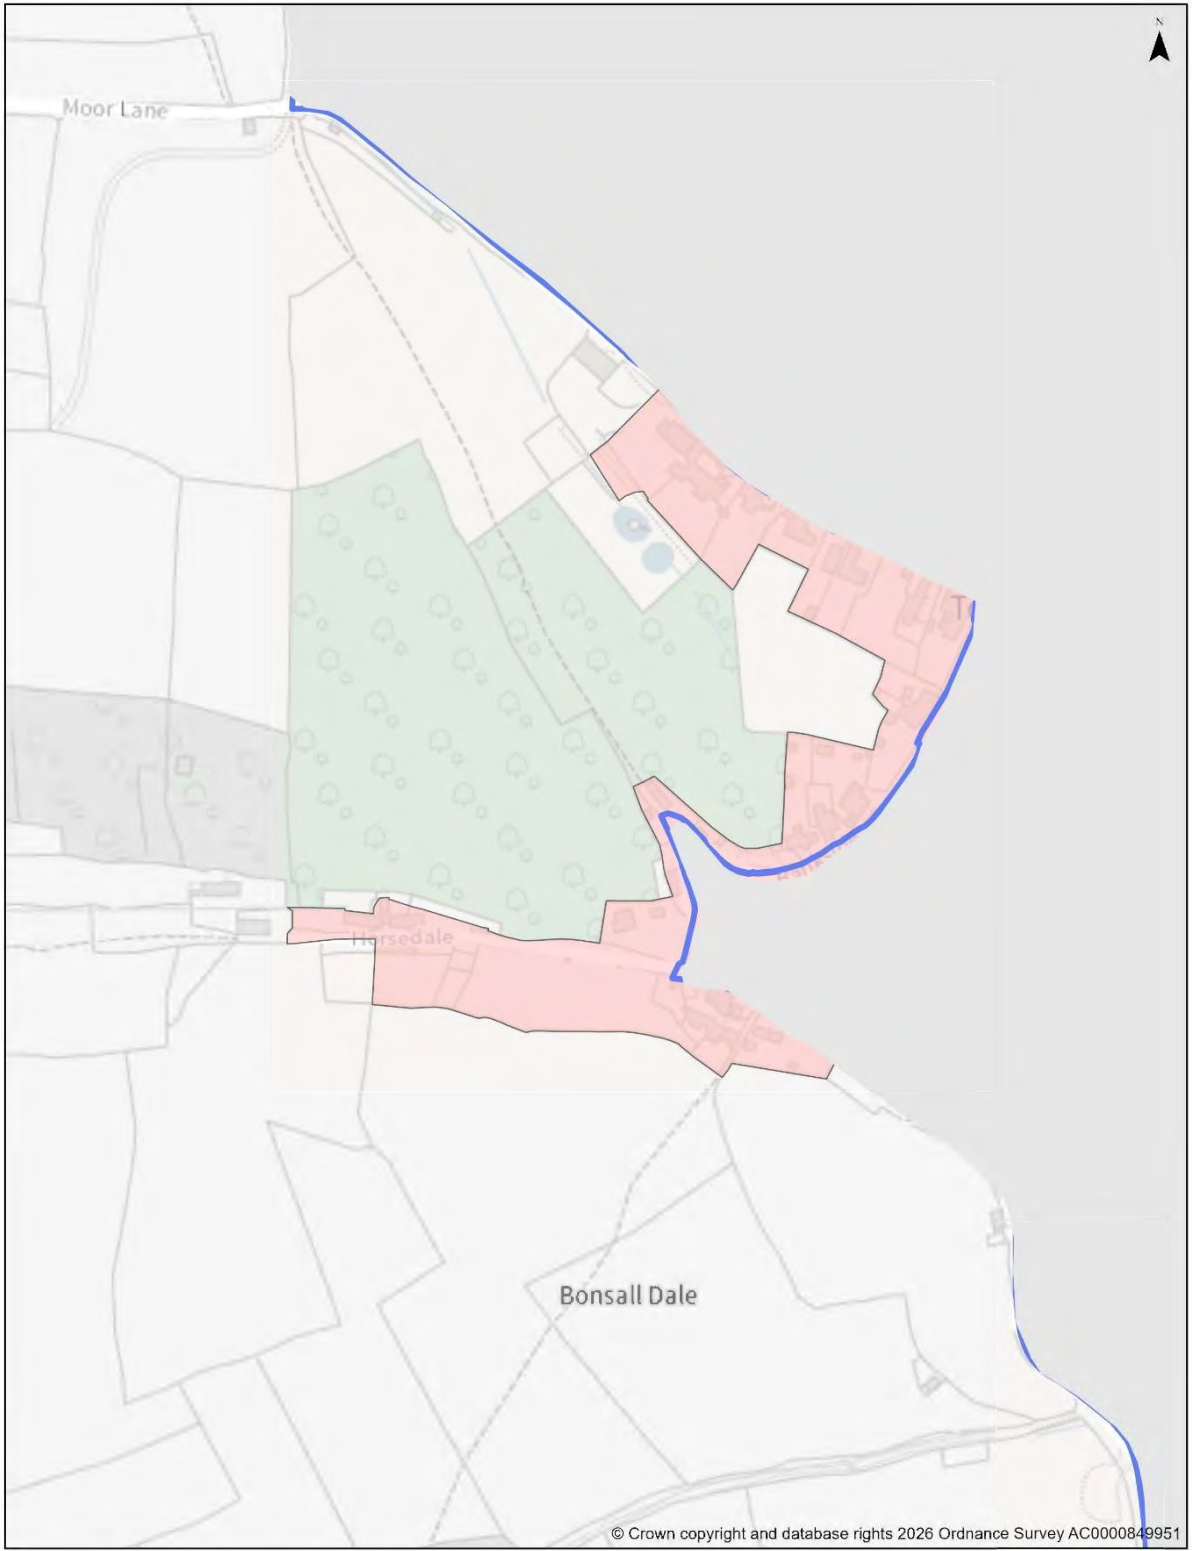 N
Moor Lane
T
Horsedale
Bonsall Dale
© Crown copyright and database rights 2026 Ordnance Survey AC0000849951